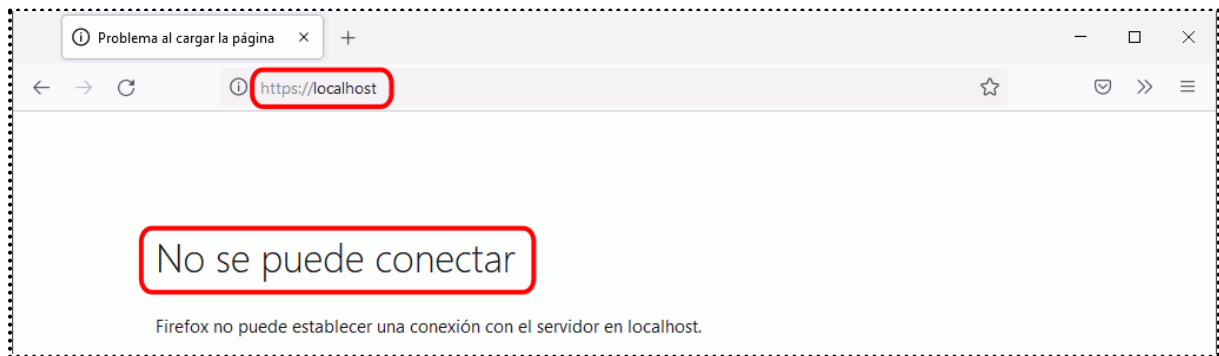 Problema al cargar la página
https://localhost
No se puede conectar
Firefox no puede establecer una conexión con el servidor en localhost.